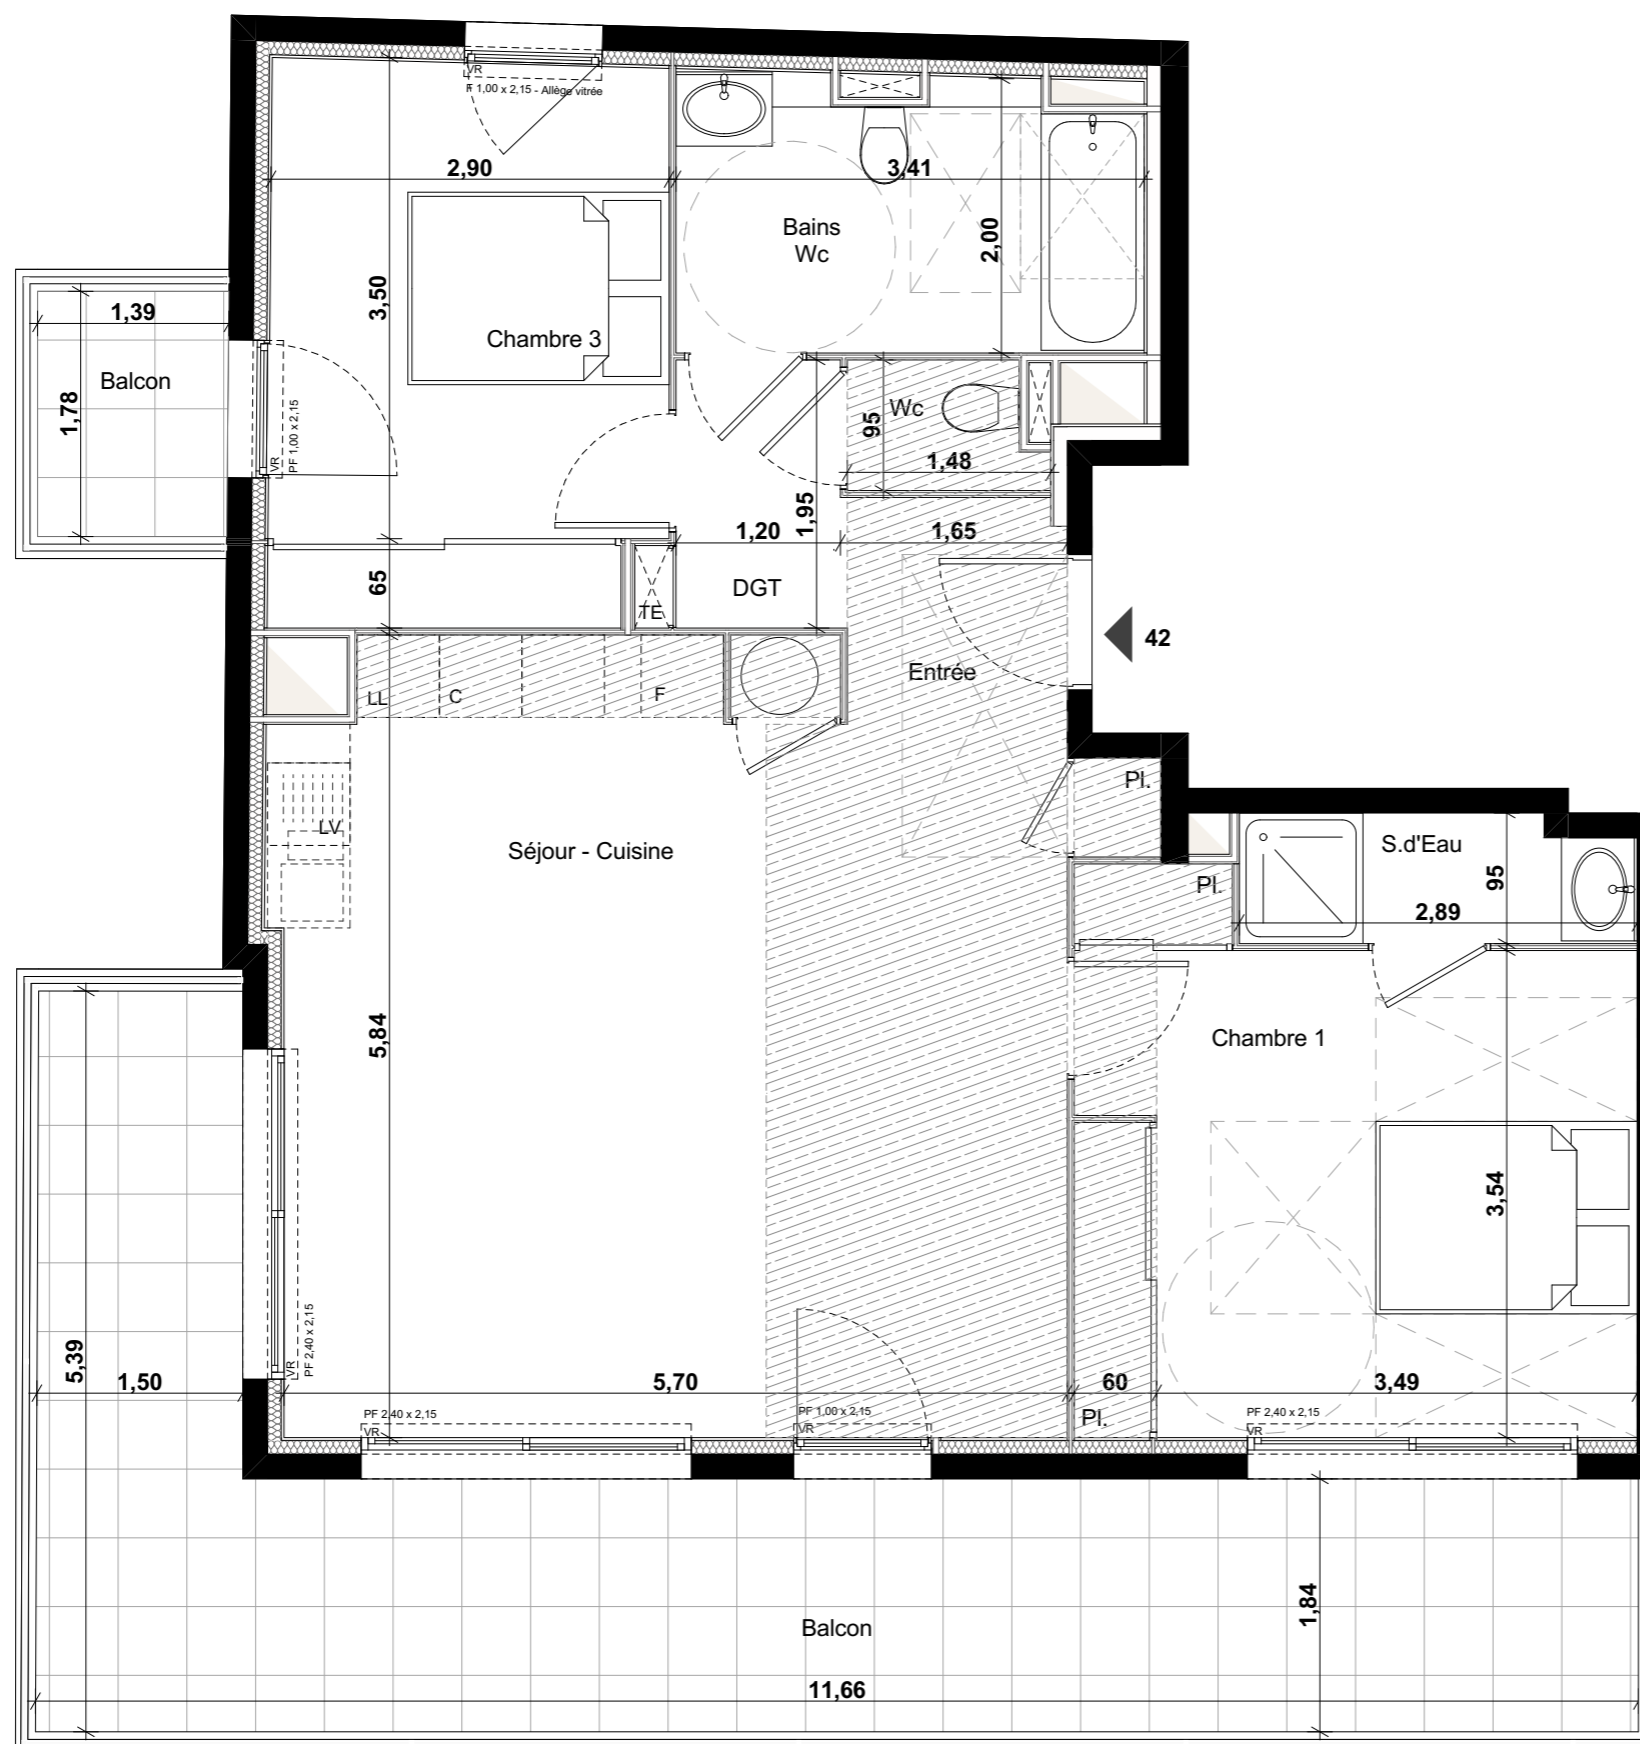 VR
F 1,00 x 2,15 - Allège vitrée
2,90
3,41
Bains
Wc
2,00
3,50
1,39
Chambre 3
Balcon
1,78
VR
PF 1,00 x 2,15
Wc
95
1,48
1,95
1,20
1,65
65
TE
DGT
42
Entrée
LL
C
F
Pl.
LV
Séjour - Cuisine
S.d'Eau
95
Pl.
2,89
5,84
Chambre 1
3,54
5,39
1,50
VR
PF 2,40 x 2,15
5,70
60
3,49
PF 2,40 x 2,15
VR
PF 1,00 x 2,15
VR
Pl.
PF 2,40 x 2,15
VR
1,84
Balcon
11,66